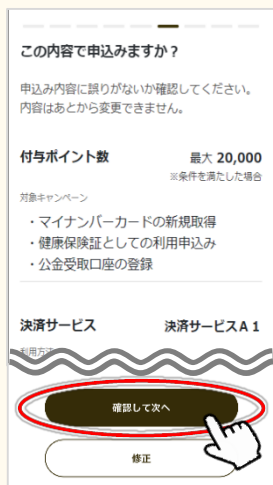 この内容で申込みますか？
申込み内容に誤りがないか確認してください。
内容はあとから変更できません。
付与ポイント数 最大 20,000
※条件を満たした場合
対象キャンペーン
・マイナンバーカードの新規取得
・健康保険証としての利用申込み
・公金受取口座の登録
決済サービス 決済サービスA 1
利用方法
確認して次へ
修正